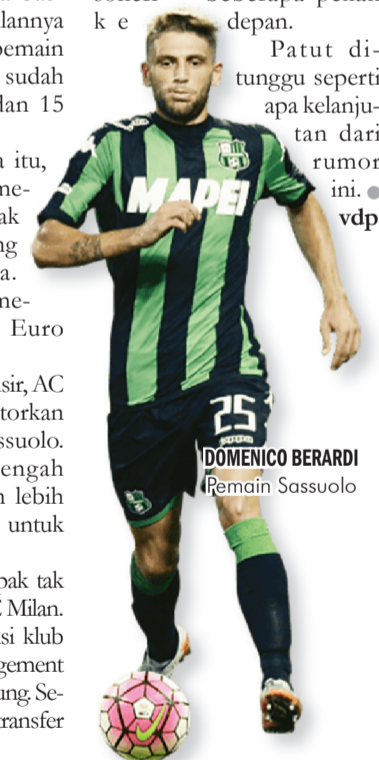 lannya
pemain
sudah
dan 15
itu,
me-
ak
ng
a.
me-
Euro
sir, AC
torkan
ssuolo.
engah
lebih
untuk
pak tak
Milan.
si klub
gement
ung. Se-
transfer
k e depan.
Patut di-
tunggu seperti
apa kelanju-
tan dari
rumor
ini.
vdp
MAPEI
25
DOMENICO BERARDI
Pemain Sassuolo